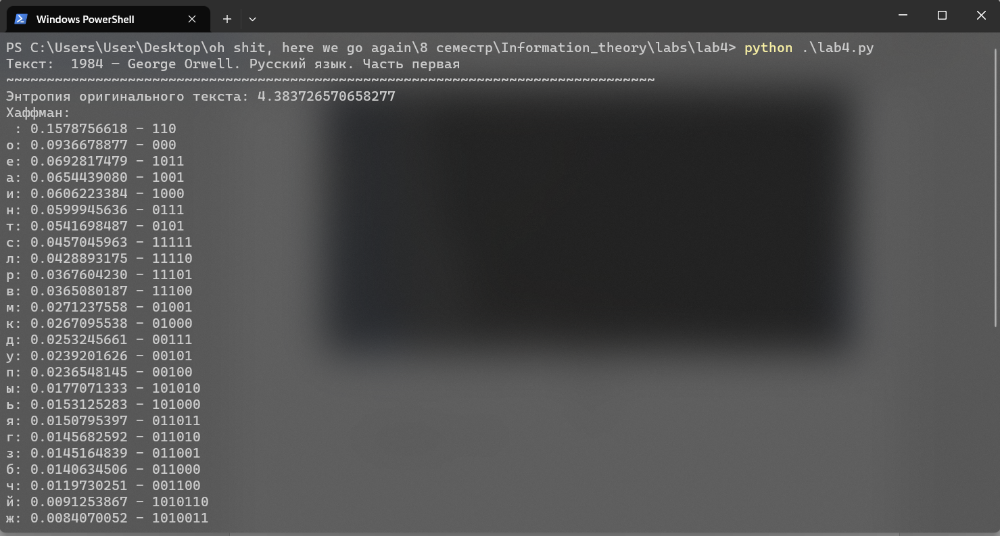 Windows PowerShell
PS C:\Users\User\Desktop\oh shit, here we go again\8 семестр\Information_theory\labs\lab4> python .\lab4.py
Текст:  1984 — George Orwell. Русский язык. Часть первая
~~~~~~~~~~~~~~~~~~~~~~~~~~~~~~~~~~~~~~~~~~~~~~~~~~~~~~~~~~~~~~~~~~~~~~~~~~~~~~~~
Энтропия оригинального текста: 4.383726570658277
Хаффман:
 : 0.1578756618 — 110
о: 0.0936678877 — 000
е: 0.0692817479 — 1011
а: 0.0654439080 — 1001
и: 0.0606223384 — 1000
н: 0.0599945636 — 0111
т: 0.0541698487 — 0101
с: 0.0457045963 — 11111
л: 0.0428893175 — 11110
р: 0.0367604230 — 11101
в: 0.0365080187 — 11100
м: 0.0271237558 — 01001
к: 0.0267095538 — 01000
д: 0.0253245661 — 00111
у: 0.0239201626 — 00101
п: 0.0236548145 — 00100
ы: 0.0177071333 — 101010
ь: 0.0153125283 — 101000
я: 0.0150795397 — 011011
г: 0.0145682592 — 011010
з: 0.0145164839 — 011001
б: 0.0140634506 — 011000
ч: 0.0119730251 — 001100
й: 0.0091253867 — 1010110
ж: 0.0084070052 — 1010011